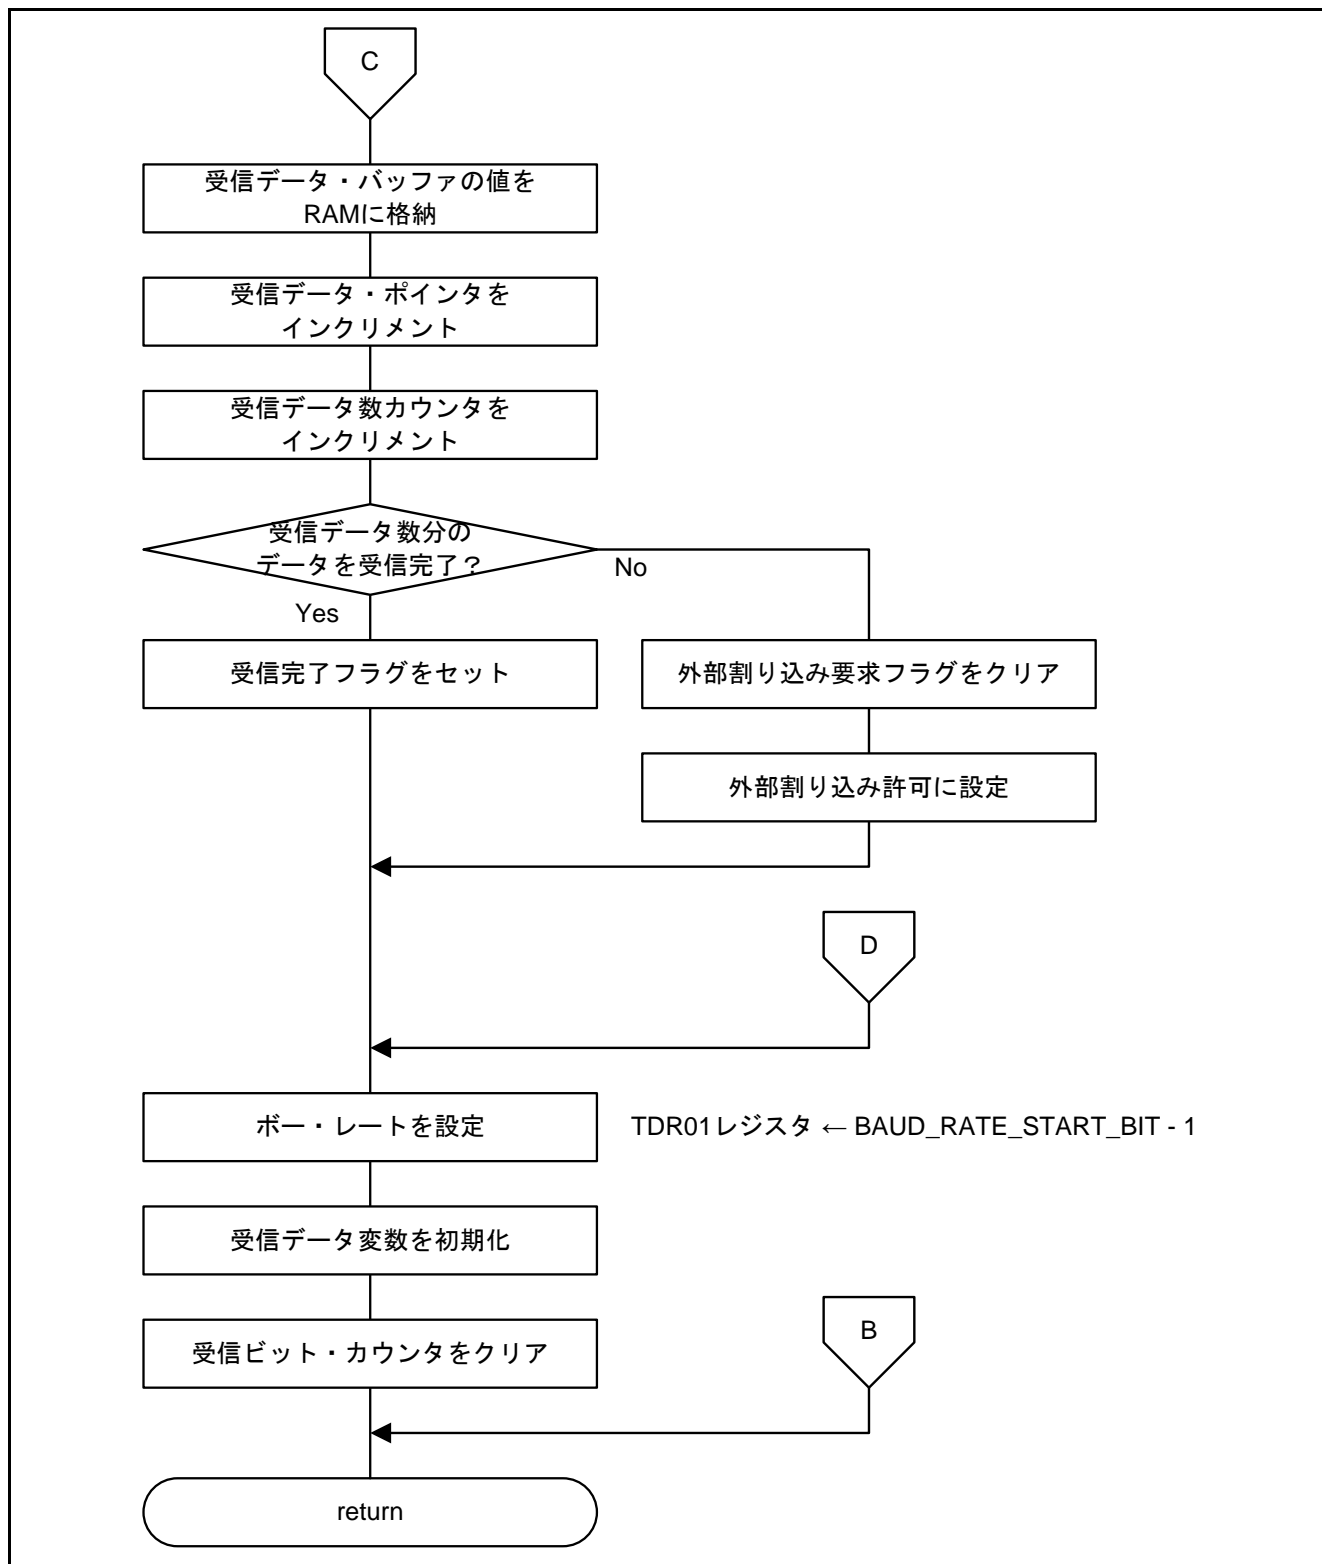 C
受信データ・バッファの値を
RAMに格納
受信データ・ポインタを
インクリメント
受信データ数カウンタを
インクリメント
受信データ数分の
データを受信完了？
No
Yes
受信完了フラグをセット
外部割り込み要求フラグをクリア
外部割り込み許可に設定
D
ボー・レートを設定
TDR01レジスタ ← BAUD_RATE_START_BIT - 1
受信データ変数を初期化
B
受信ビット・カウンタをクリア
return